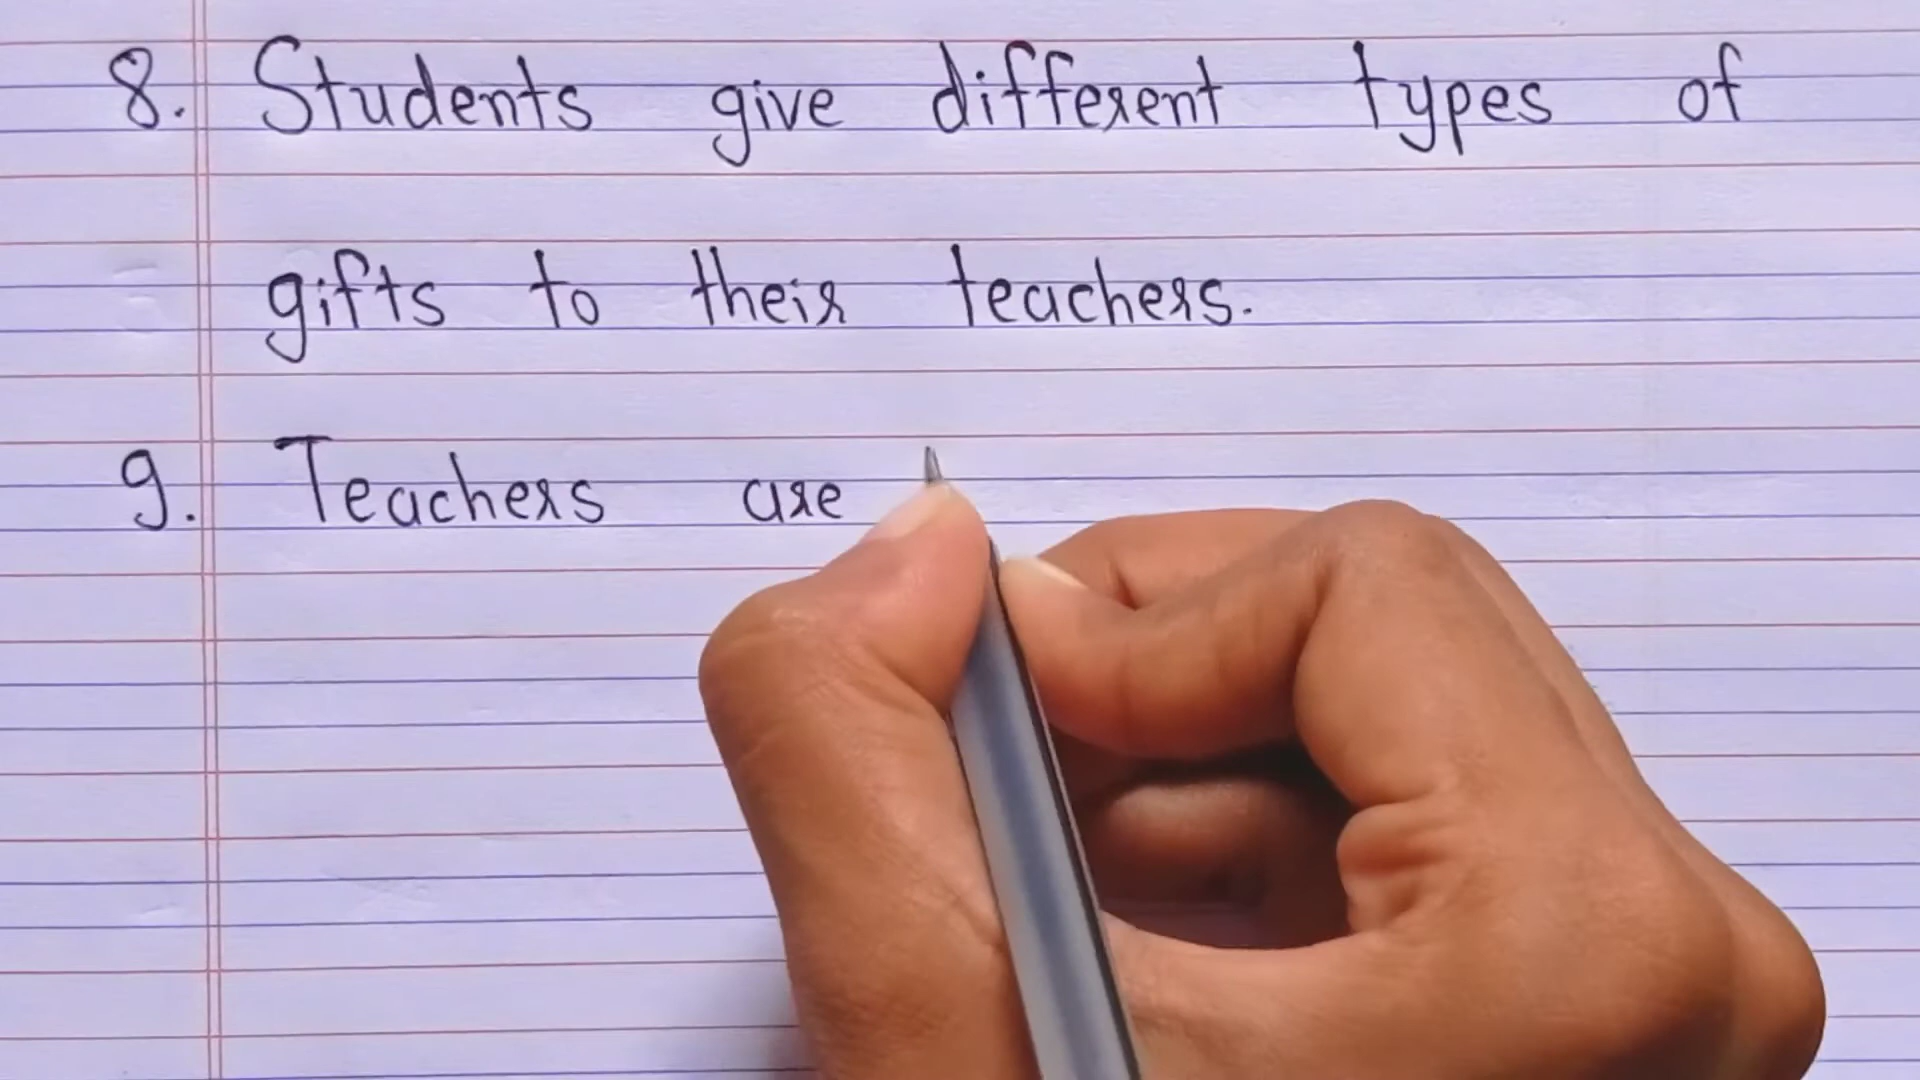 8. Students give different types of
gifts to their teachers.
9. Teachers are